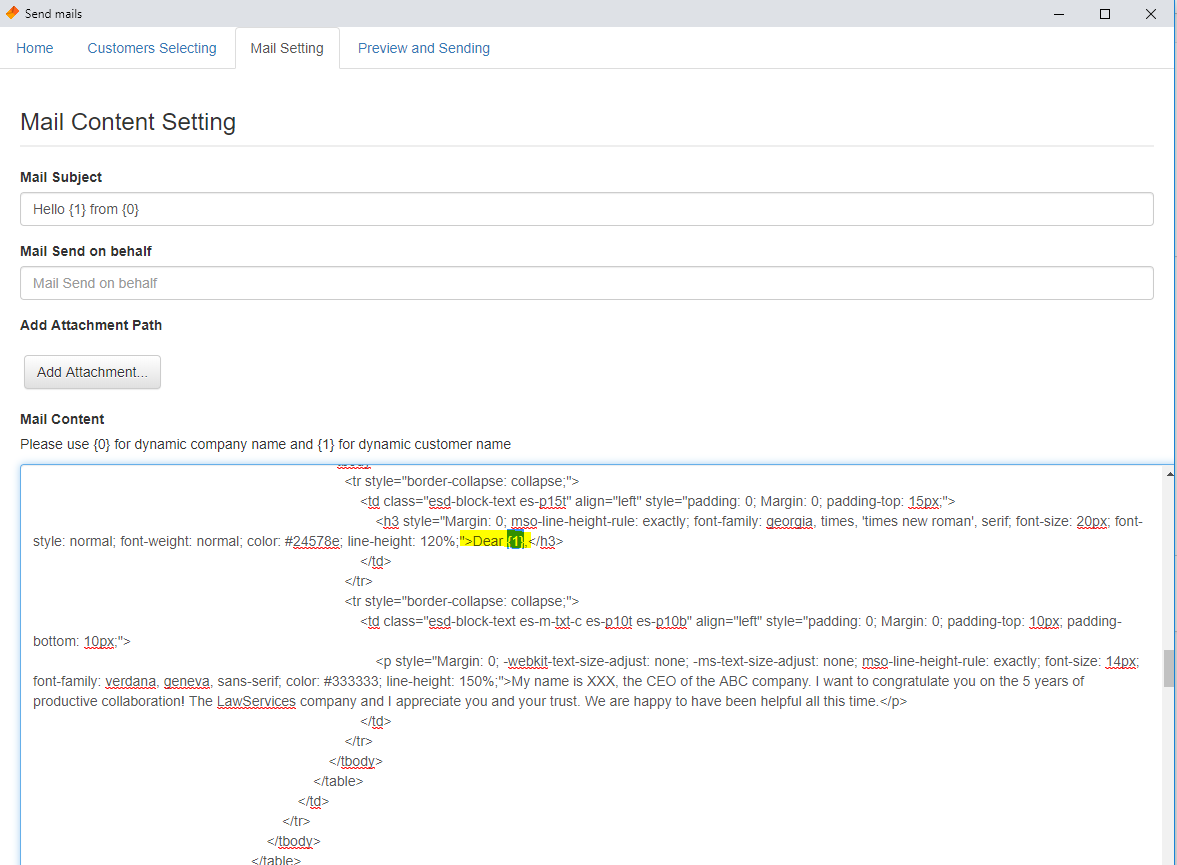 Send mails
Home Customers Selecting Mail Setting Preview and Sending
Mail Content Setting
Mail Subject
Hello {1} from {0}
Mail Send on behalf
Mail Send on behalf
Add Attachment Path
Add Attachment...
Mail Content
Please use {0} for dynamic company name and {1} for dynamic customer name
<tr style="border-collapse: collapse;">
<td class="esd-block-text es-p15t" align="left" style="padding: 0; Margin: 0; padding-top: 15px;">
<h3 style="Margin: 0; mso-line-height-rule: exactly; font-family: georgia, times, 'times new roman', serif; font-size: 20px; font-
style: normal; font-weight: normal; color: #24578e; line-height: 120%;">Dear {1},</h3>
</td>
</tr>
<tr style="border-collapse: collapse;">
<td class="esd-block-text es-m-txt-c es-p10t es-p10b" align="left" style="padding: 0; Margin: 0; padding-top: 10px; padding-
bottom: 10px;">
<p style="Margin: 0; -webkit-text-size-adjust: none; -ms-text-size-adjust: none; mso-line-height-rule: exactly; font-size: 14px;
font-family: verdana, geneva, sans-serif; color: #333333; line-height: 150%;">My name is XXX, the CEO of the ABC company. I want to congratulate you on the 5 years of
productive collaboration! The LawServices company and I appreciate you and your trust. We are happy to have been helpful all this time.</p>
</td>
</tr>
</tbody>
</table>
</td>
</tr>
</tbody>
</table>